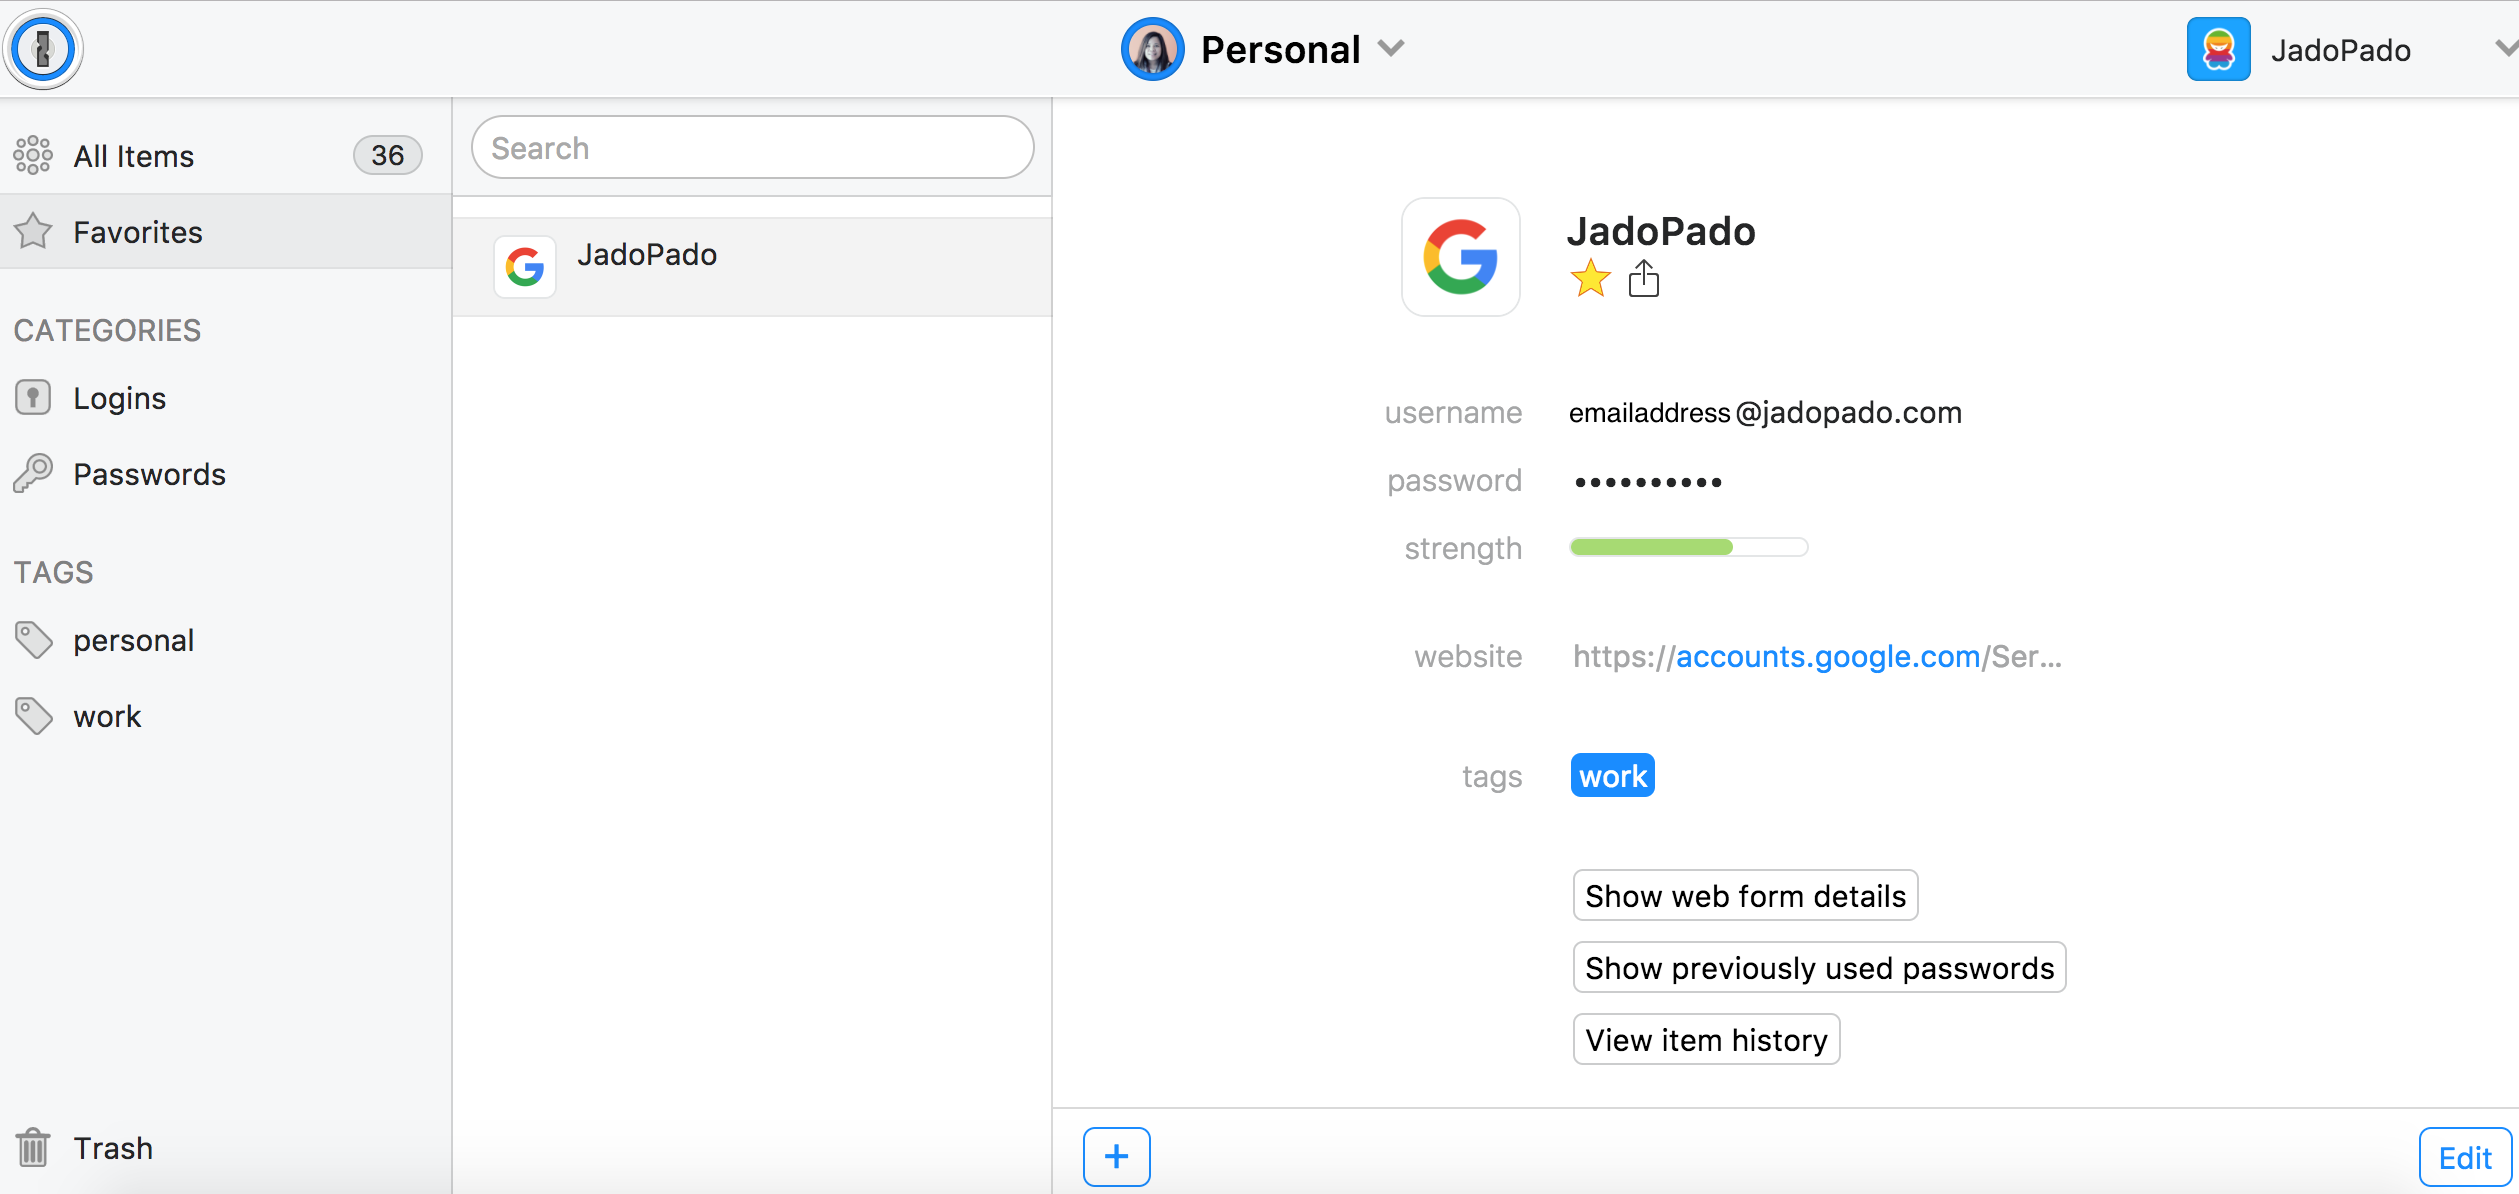 Personal
JadoPado
All Items 36
Favorites
CATEGORIES
Logins
Passwords
TAGS
personal
work
Trash
Search
JadoPado
JadoPado
username emailaddress@jadopado.com
password ••••••••••
strength
website https://accounts.google.com/Ser...
tags work
Show web form details
Show previously used passwords
View item history
+
Edit